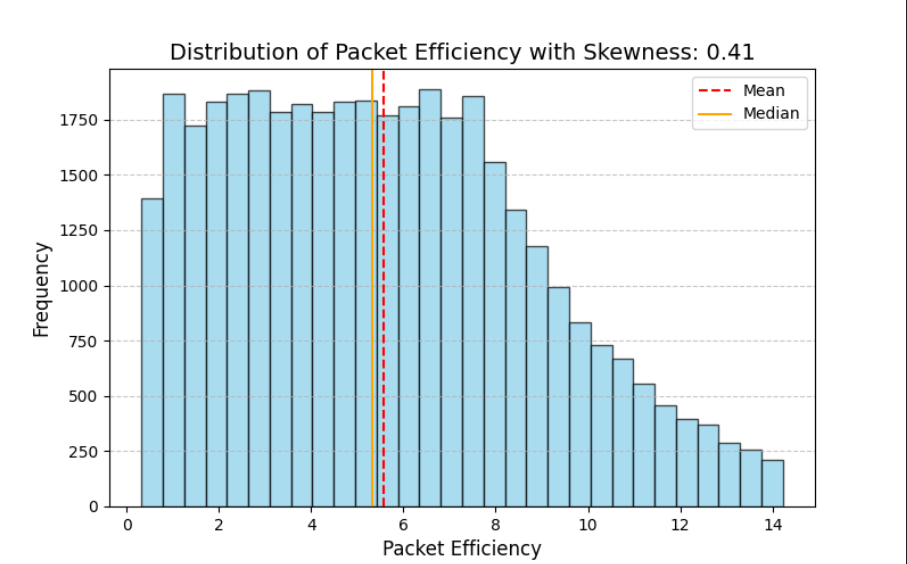 Distribution of Packet Efficiency with Skewness: 0.41
Mean
Median
1750
1500
1250
1000
750
500
250
0
Frequency
0 2 4 6 8 10 12 14
Packet Efficiency